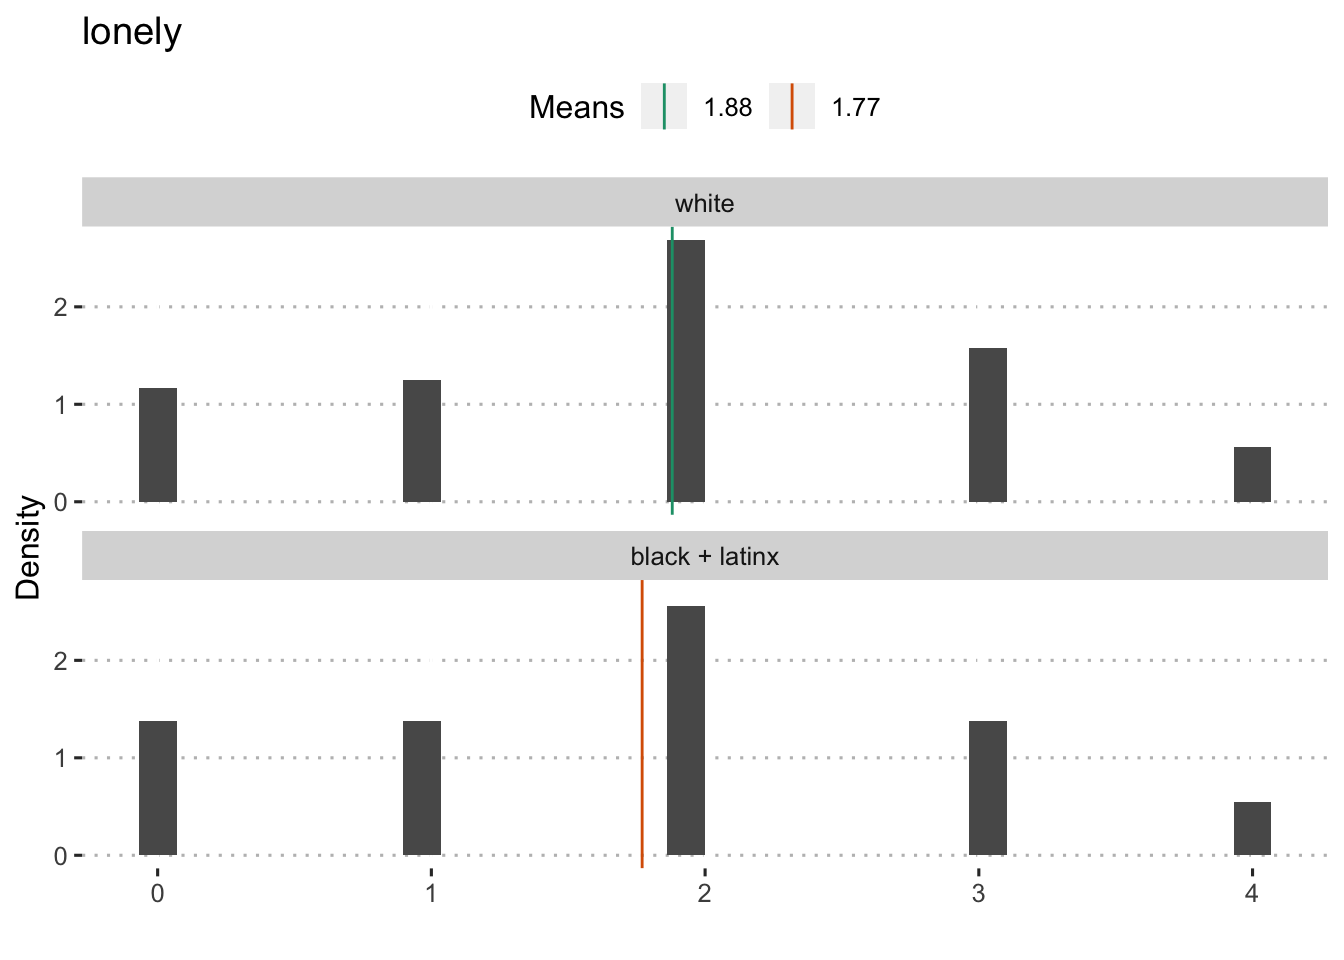 lonely
Means 1.88 1.77
white
2
1
0
Density
black + latinx
2
1
0
0 1 2 3 4